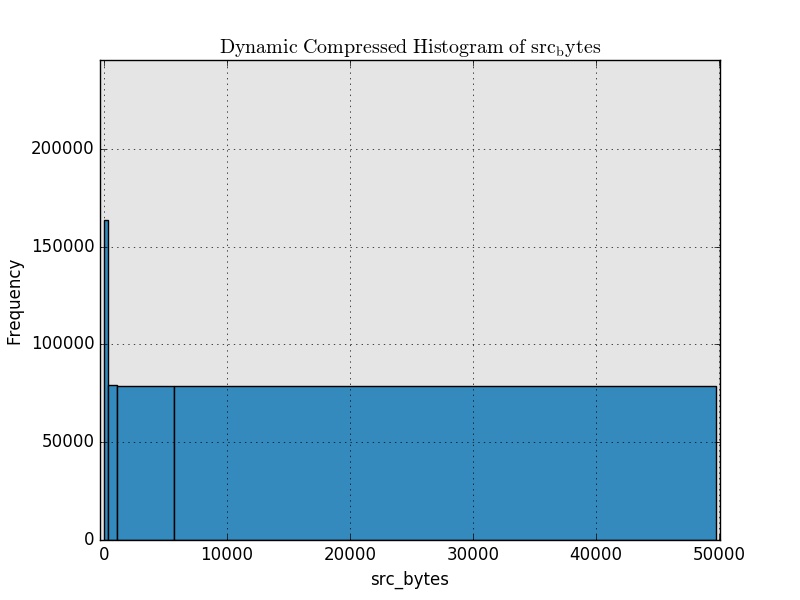 Dynamic Compressed Histogram of src_bytes
200000
150000
100000
50000
0
Frequency
0 10000 20000 30000 40000 50000
src_bytes